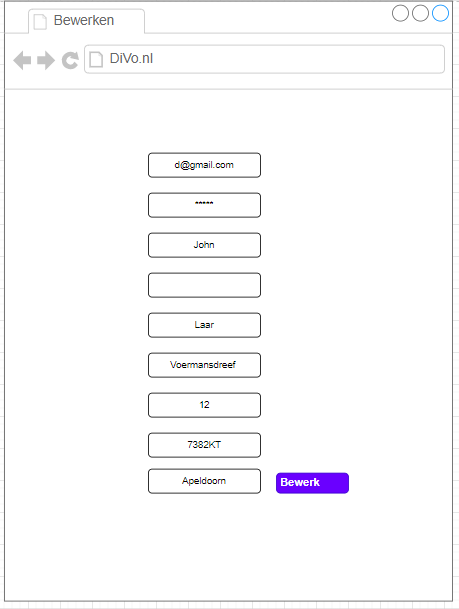 Bewerken
DiVo.nl
d@gmail.com
*****
John
Laar
Voermansdreef
12
7382KT
Apeldoorn
Bewerk